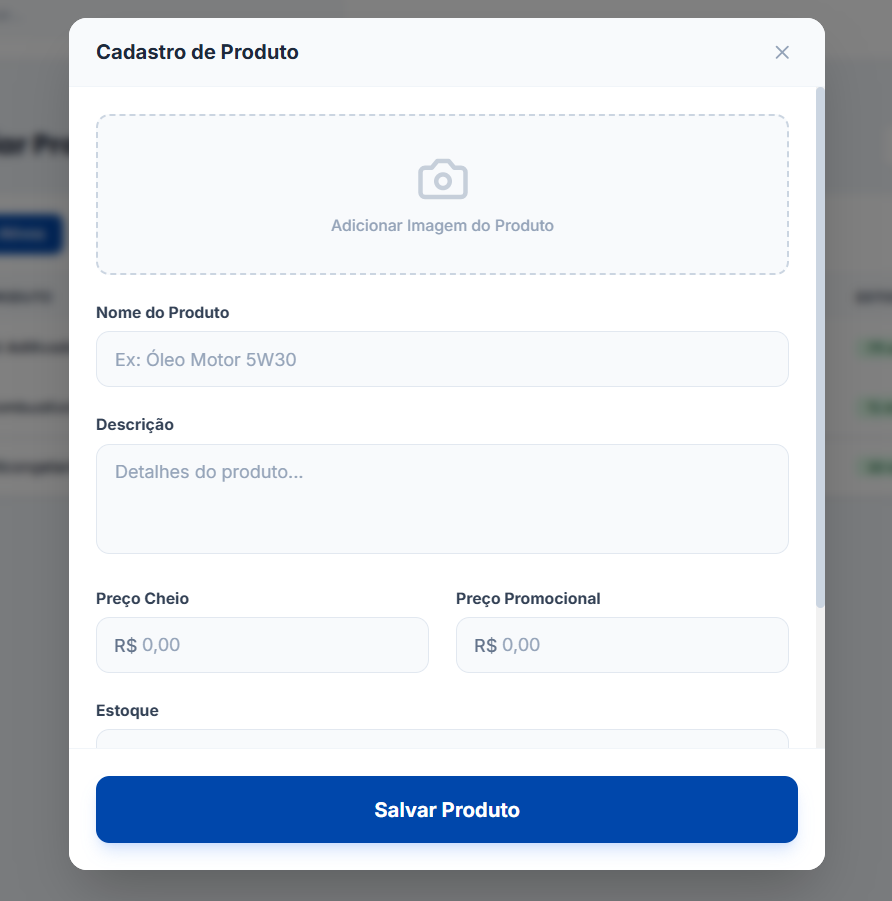 Cadastro de Produto
Adicionar Imagem do Produto
Nome do Produto
Ex: Óleo Motor 5W30
Descrição
Detalhes do produto...
Preço Cheio
Preço Promocional
R$ 0,00
R$ 0,00
Estoque
Salvar Produto